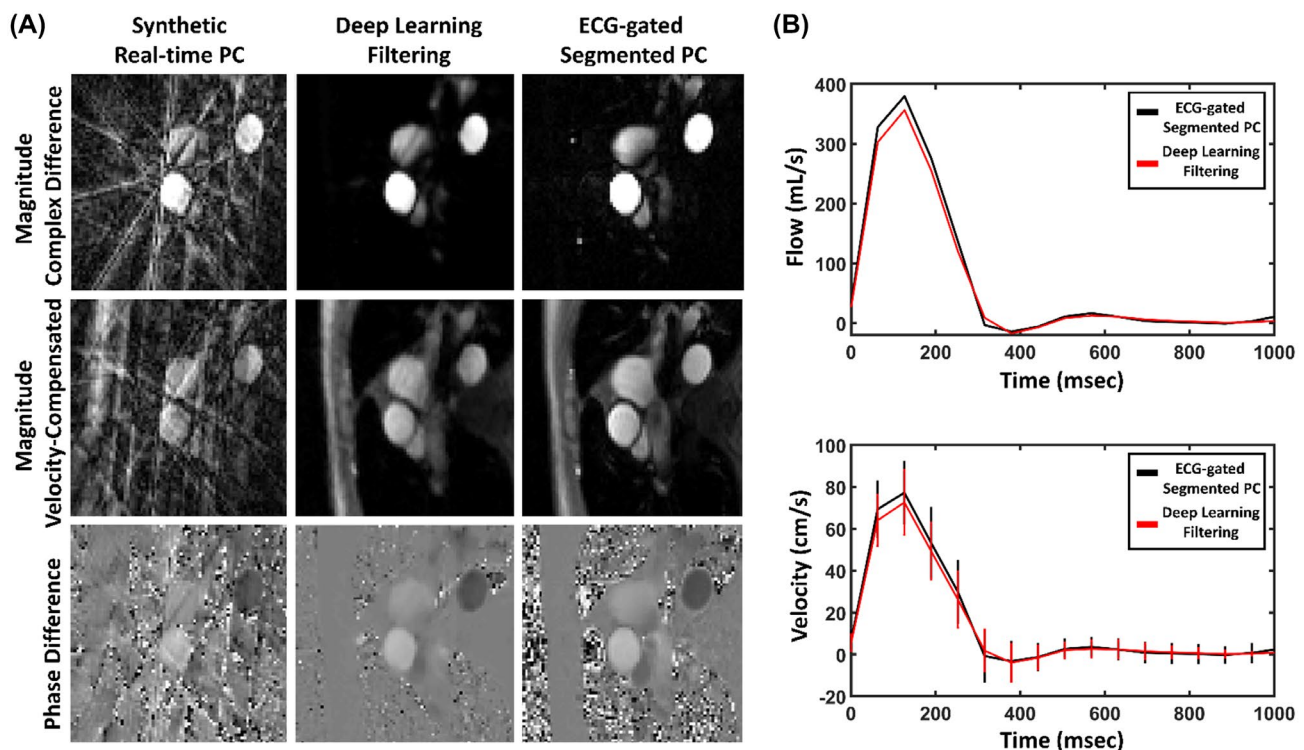 (A)
Synthetic
Real-time PC
Deep Learning
Filtering
ECG-gated
Segmented PC
Magnitude
Complex Difference
Magnitude
Velocity-Compensated
Phase Difference
(B)
400
300
200
100
0
Flow (mL/s)
0 200 400 600 800 1000
Time (msec)
ECG-gated
Segmented PC
Deep Learning
Filtering
100
80
60
40
20
0
-20
Velocity (cm/s)
0 200 400 600 800 1000
Time (msec)
ECG-gated
Segmented PC
Deep Learning
Filtering